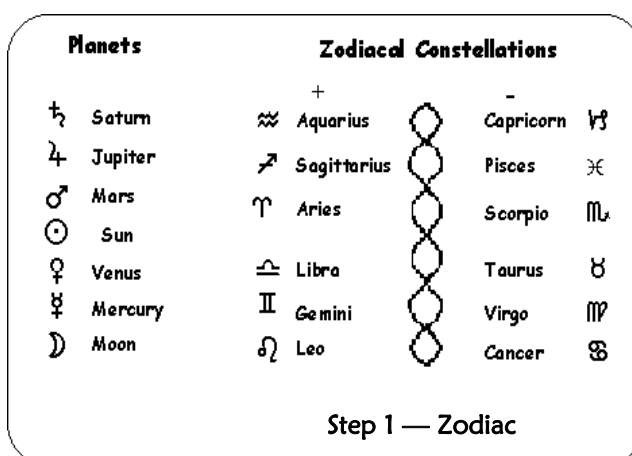 Planets
Zodiacal Constellations
+ -
♄ Saturn
♃ Jupiter
♂ Mars
☉ Sun
♀ Venus
☿ Mercury
☽ Moon
♒ Aquarius Capricorn ♑
♐ Sagittarius Pisces ♓
♈ Aries Scorpio ♏
♎ Libra Taurus ♉
♊ Gemini Virgo ♍
♌ Leo Cancer ♋
Step 1 — Zodiac